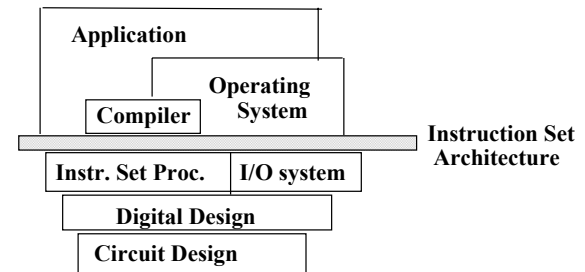 Application
Operating
System
Compiler
Instruction Set
Architecture
Instr. Set Proc.
I/O system
Digital Design
Circuit Design